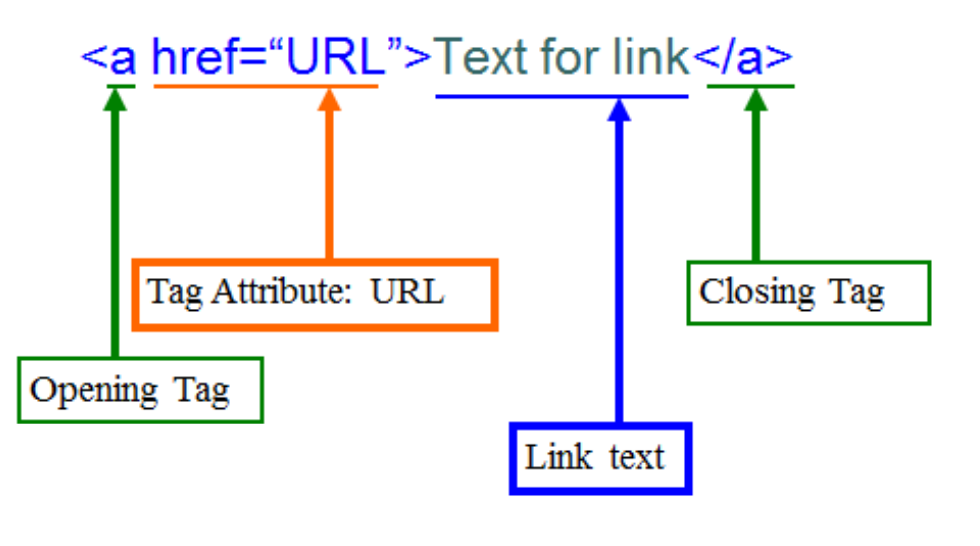 <a href=“URL”>Text for link</a>
Tag Attribute: URL
Closing Tag
Opening Tag
Link text